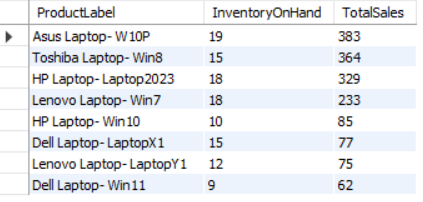 ProductLabel InventoryOnHand TotalSales
Asus Laptop- W10P 19 383
Toshiba Laptop- Win8 15 364
HP Laptop- Laptop2023 18 329
Lenovo Laptop- Win7 18 233
HP Laptop- Win10 10 85
Dell Laptop- LaptopX1 15 77
Lenovo Laptop- LaptopY1 12 75
Dell Laptop- Win11 9 62